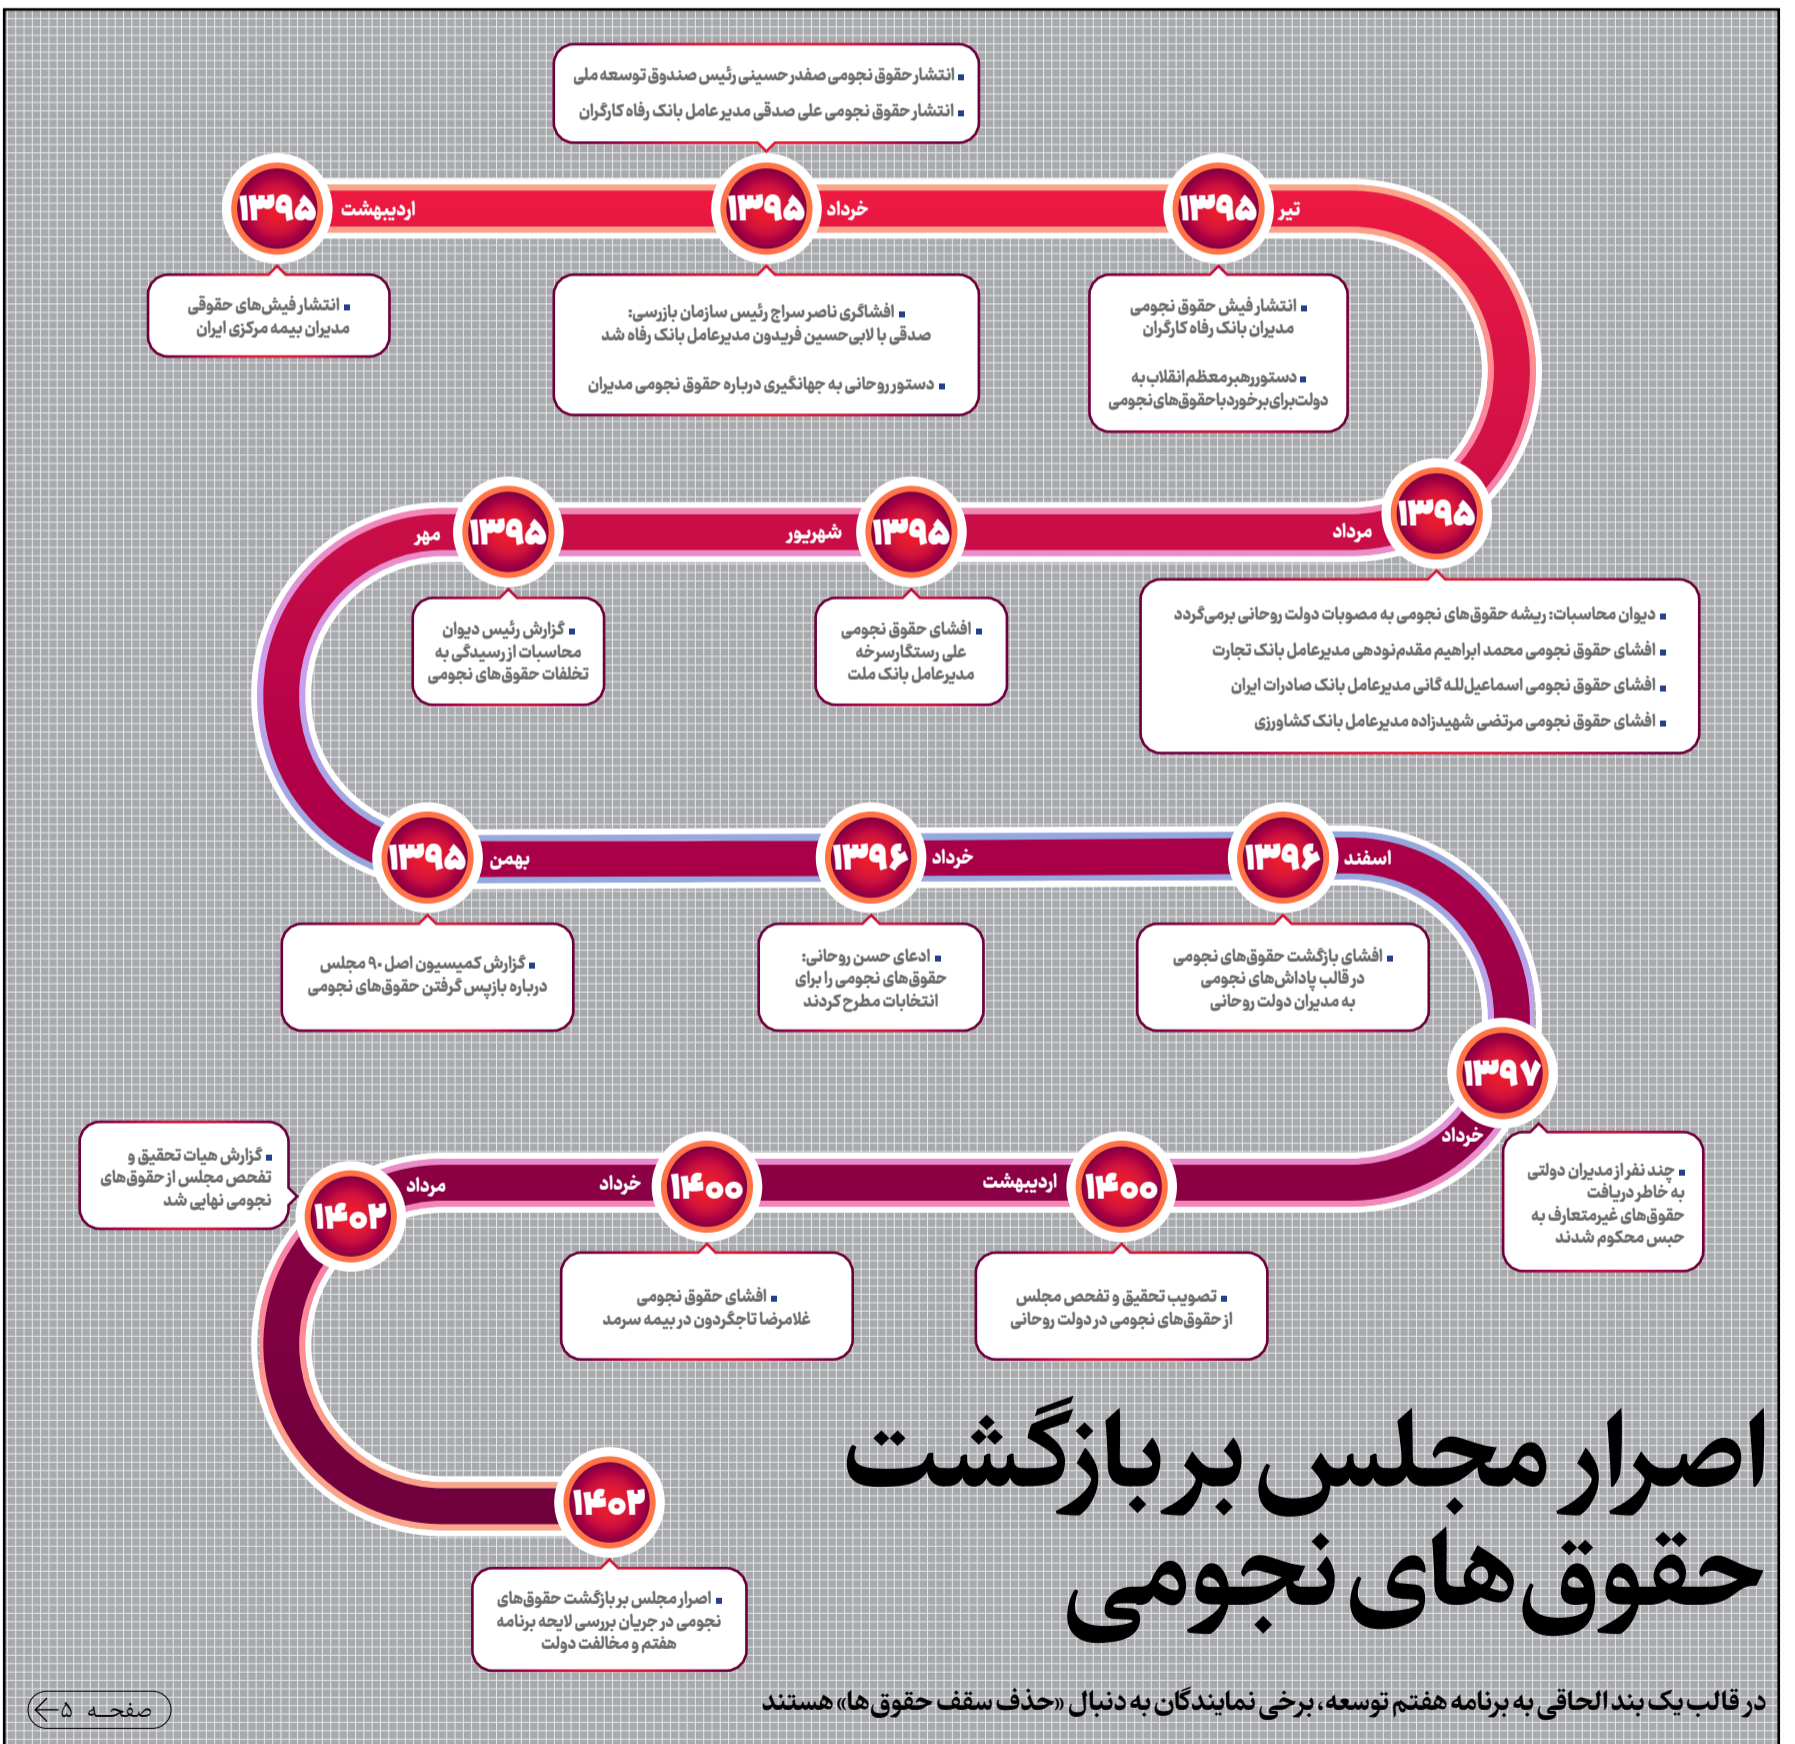 ■ انتشار حقوق نجومی صفدر حسینی رئیس صندوق توسعه ملی
■ انتشار حقوق نجومی علی صدقی مدیر عامل بانک رفاه کارگران
۱۳۹۵
اردیبهشت
۱۳۹۵
خرداد
۱۳۹۵
تیر
■ انتشار فیش‌های حقوقی
مدیران بیمه مرکزی ایران
■ افشاگری ناصر سراج رئیس سازمان بازرسی:
صدقی با لابی حسین فریدون مدیرعامل بانک رفاه شد
■ دستور روحانی به جهانگیری درباره حقوق نجومی مدیران
■ انتشار فیش حقوق نجومی
مدیران بانک رفاه کارگران
■ دستور رهبر معظم انقلاب به
دولت برای برخورد با حقوق‌های نجومی
۱۳۹۵
مرداد
۱۳۹۵
شهریور
۱۳۹۵
مهر
■ دیوان محاسبات: ریشه حقوق‌های نجومی به مصوبات دولت روحانی برمی‌گردد
■ افشای حقوق نجومی محمد ابراهیم مقدم‌نودهی مدیرعامل بانک تجارت
■ افشای حقوق نجومی اسماعیل‌لله گانی مدیرعامل بانک صادرات ایران
■ افشای حقوق نجومی مرتضی شهیدزاده مدیرعامل بانک کشاورزی
■ افشای حقوق نجومی
علی رستگارسرخه
مدیرعامل بانک ملت
■ گزارش رئیس دیوان
محاسبات از رسیدگی به
تخلفات حقوق‌های نجومی
۱۳۹۵
بهمن
۱۳۹۶
خرداد
۱۳۹۶
اسفند
■ گزارش کمیسیون اصل ۹۰ مجلس
درباره بازپس گرفتن حقوق‌های نجومی
■ ادعای حسن روحانی:
حقوق‌های نجومی را برای
انتخابات مطرح کردند
■ افشای بازگشت حقوق‌های نجومی
در قالب پاداش‌های نجومی
به مدیران دولت روحانی
۱۳۹۷
خرداد
■ چند نفر از مدیران دولتی
به خاطر دریافت
حقوق‌های غیرمتعارف به
حبس محکوم شدند
۱۴۰۰
اردیبهشت
۱۴۰۰
خرداد
۱۴۰۲
مرداد
■ تصویب تحقیق و تفحص مجلس
از حقوق‌های نجومی در دولت روحانی
■ افشای حقوق نجومی
غلامرضا تاجگردون در بیمه سرمد
■ گزارش هیات تحقیق و
تفحص مجلس از حقوق‌های
نجومی نهایی شد
۱۴۰۲
■ اصرار مجلس بر بازگشت حقوق‌های
نجومی در جریان بررسی لایحه برنامه
هفتم و مخالفت دولت
اصرار مجلس بر بازگشت
حقوق‌های نجومی
در قالب یک بند الحاقی به برنامه هفتم توسعه، برخی نمایندگان به دنبال «حذف سقف حقوق‌ها» هستند
صفحه ۵